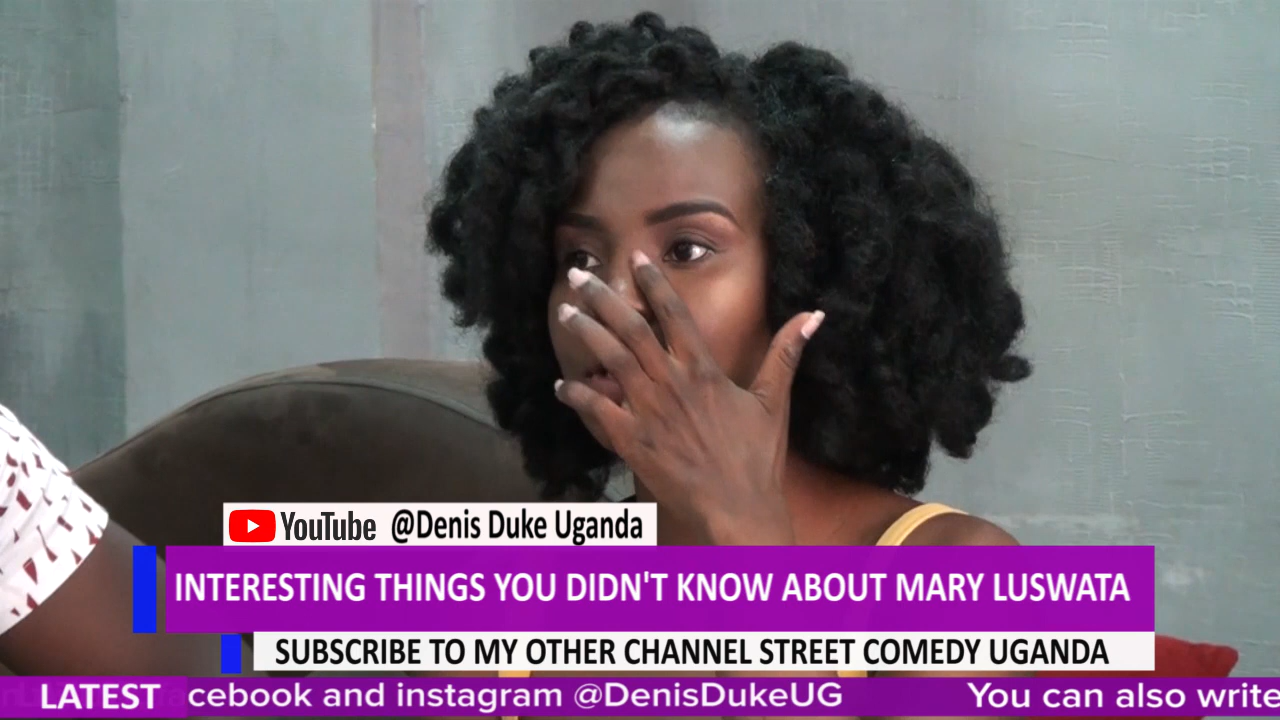 YouTube @Denis Duke Uganda
INTERESTING THINGS YOU DIDN'T KNOW ABOUT MARY LUSWATA
SUBSCRIBE TO MY OTHER CHANNEL STREET COMEDY UGANDA
LATEST cebook and instagram @DenisDukeUG You can also write